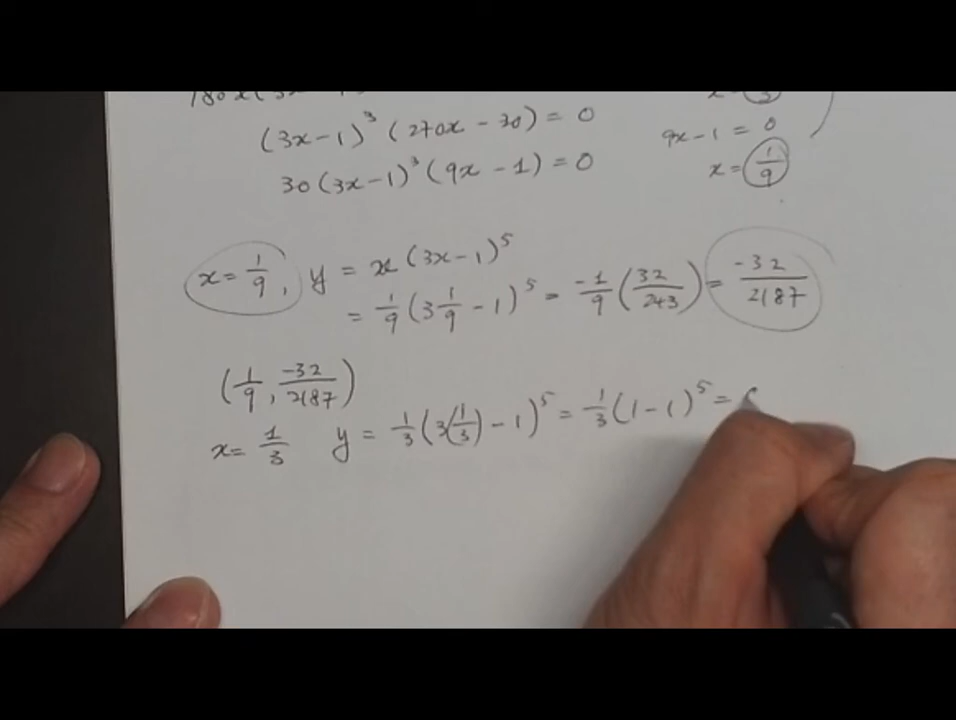 180x(3x
(3x-1)³ (270x - 30) = 0
9x-1 = 0
30(3x-1)³(9x-1)=0
x= 1/9
x= 1/9, y = x(3x-1)⁵
= 1/9 (3 1/9 - 1)⁵ = -1/9 (32/243) = -32/2187
(1/9, -32/2187)
x= 1/3 y = 1/3 (3(1/3) - 1)⁵ = 1/3 (1-1)⁵ =